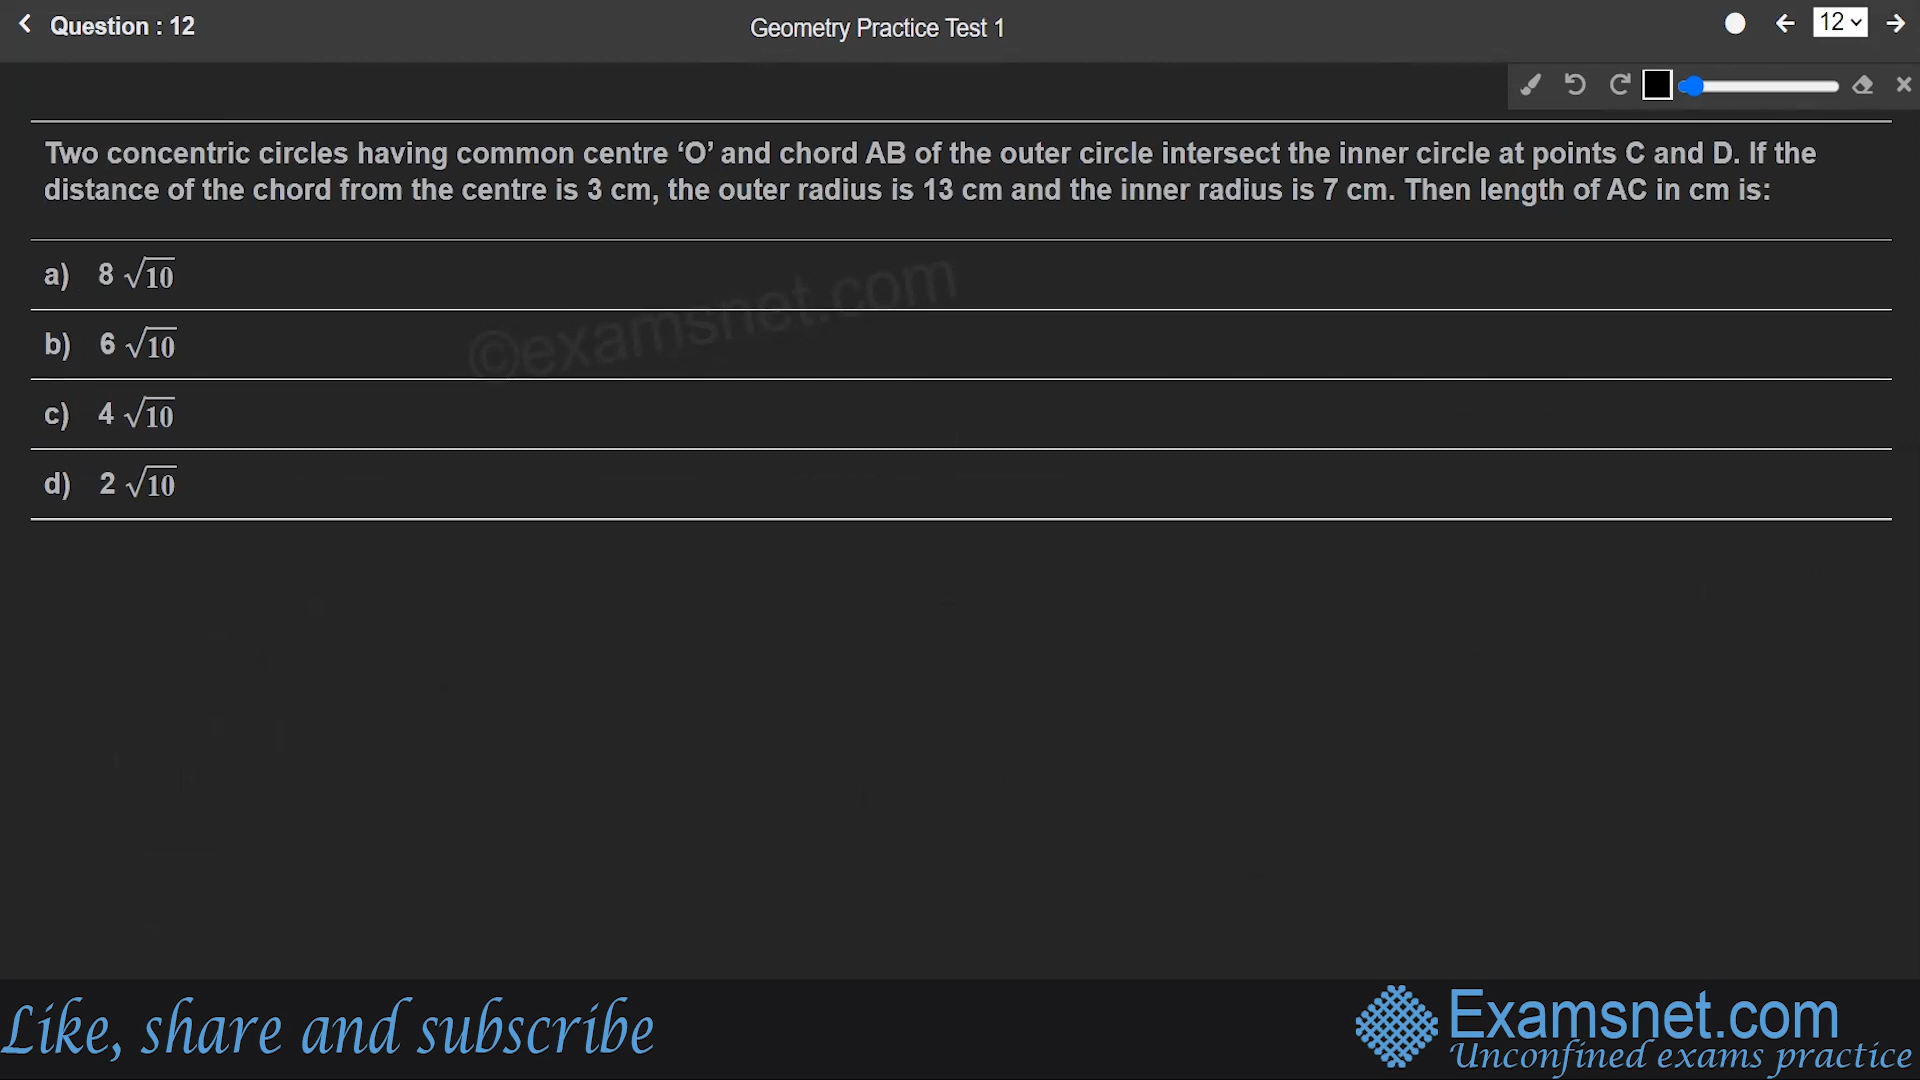 Question : 12
Geometry Practice Test 1
12
Two concentric circles having common centre ‘O’ and chord AB of the outer circle intersect the inner circle at points C and D. If the
distance of the chord from the centre is 3 cm, the outer radius is 13 cm and the inner radius is 7 cm. Then length of AC in cm is:
a) 8 √10
©examsnet.com
b) 6 √10
c) 4 √10
d) 2 √10
Like, share and subscribe
Examsnet.com
Unconfined exams practice